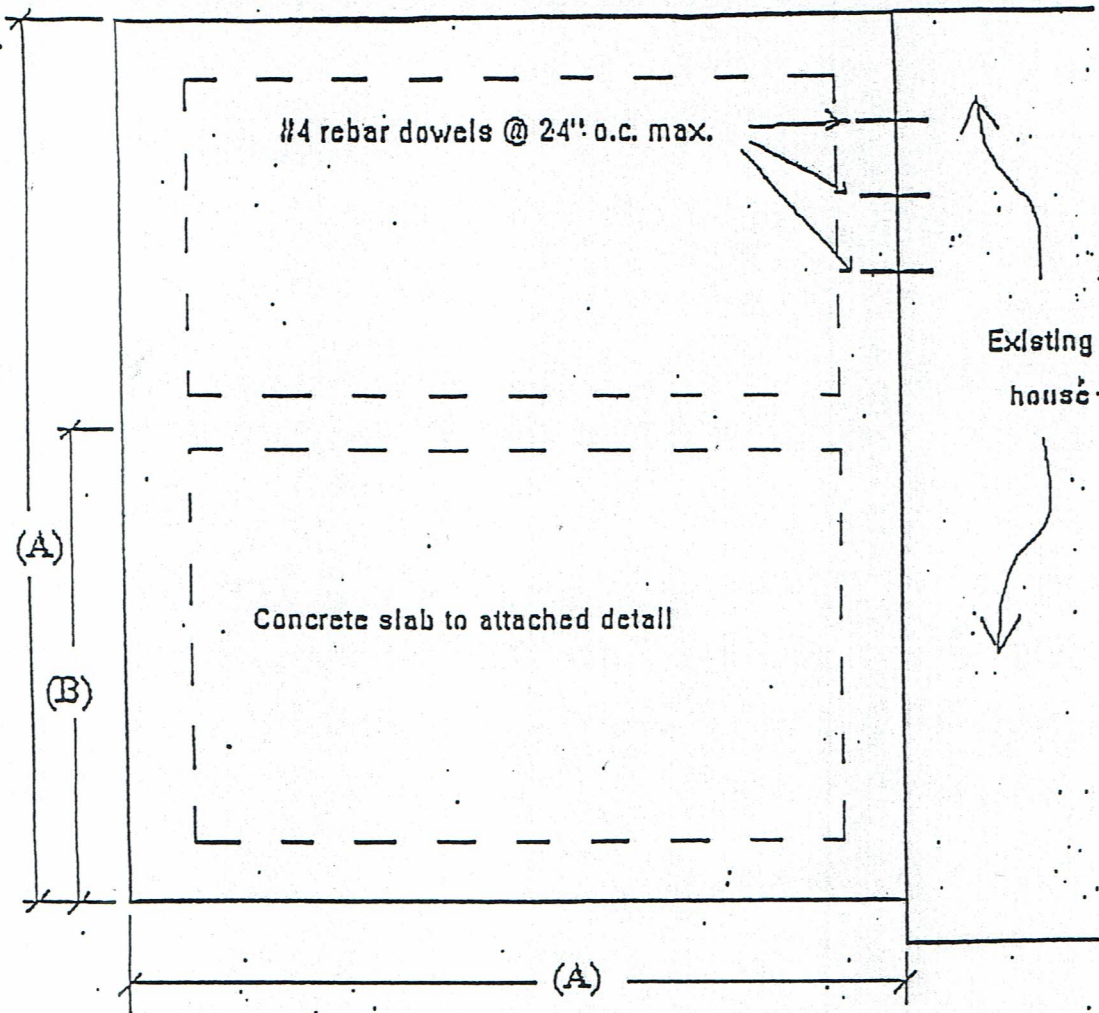 #4 rebar dowels @ 24" o.c. max.
Existing
house
(A)
Concrete slab to attached detail
(B)
(A)